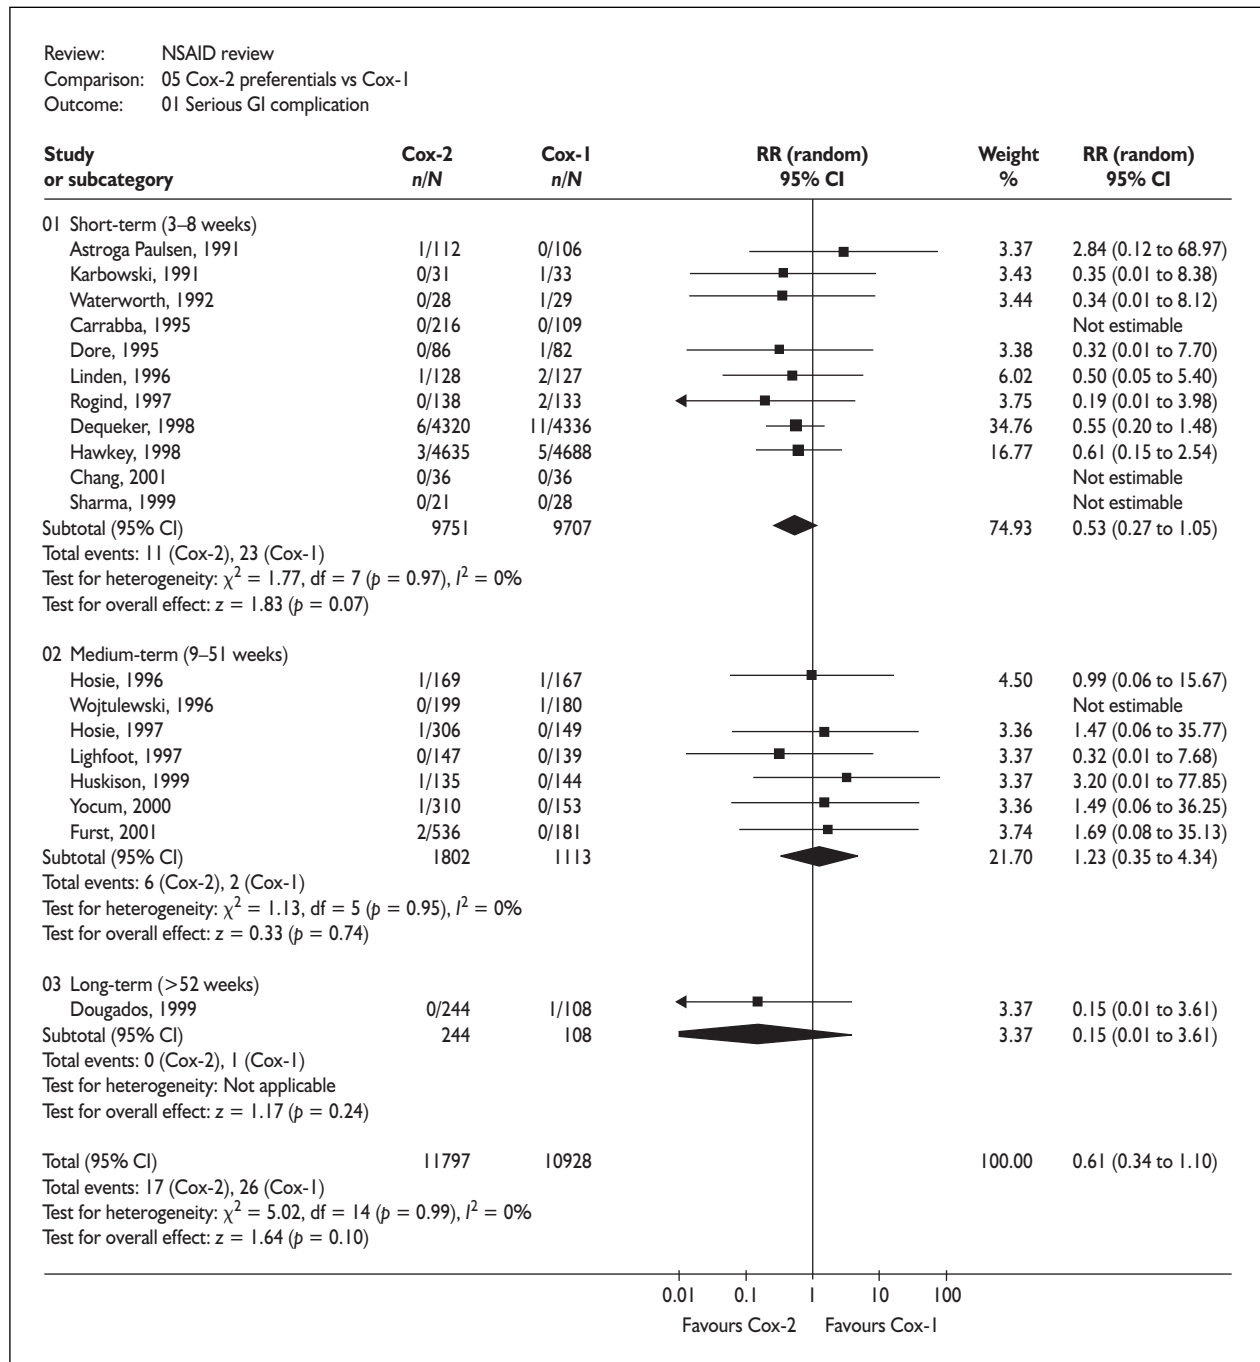 Review: NSAID review
Comparison: 05 Cox-2 preferentials vs Cox-1
Outcome: 01 Serious GI complication
Study Cox-2 Cox-1 RR (random) Weight RR (random)
or subcategory n/N n/N 95% CI % 95% CI
01 Short-term (3–8 weeks)
Astroga Paulsen, 1991 1/112 0/106 3.37 2.84 (0.12 to 68.97)
Karbowski, 1991 0/31 1/33 3.43 0.35 (0.01 to 8.38)
Waterworth, 1992 0/28 1/29 3.44 0.34 (0.01 to 8.12)
Carrabba, 1995 0/216 0/109 Not estimable
Dore, 1995 0/86 1/82 3.38 0.32 (0.01 to 7.70)
Linden, 1996 1/128 2/127 6.02 0.50 (0.05 to 5.40)
Rogind, 1997 0/138 2/133 3.75 0.19 (0.01 to 3.98)
Dequeker, 1998 6/4320 11/4336 34.76 0.55 (0.20 to 1.48)
Hawkey, 1998 3/4635 5/4688 16.77 0.61 (0.15 to 2.54)
Chang, 2001 0/36 0/36 Not estimable
Sharma, 1999 0/21 0/28 Not estimable
Subtotal (95% CI) 9751 9707 74.93 0.53 (0.27 to 1.05)
Total events: 11 (Cox-2), 23 (Cox-1)
Test for heterogeneity: χ² = 1.77, df = 7 (p = 0.97), I² = 0%
Test for overall effect: z = 1.83 (p = 0.07)
02 Medium-term (9–51 weeks)
Hosie, 1996 1/169 1/167 4.50 0.99 (0.06 to 15.67)
Wojtulewski, 1996 0/199 1/180 Not estimable
Hosie, 1997 1/306 0/149 3.36 1.47 (0.06 to 35.77)
Lighfoot, 1997 0/147 0/139 3.37 0.32 (0.01 to 7.68)
Huskison, 1999 1/135 0/144 3.37 3.20 (0.01 to 77.85)
Yocum, 2000 1/310 0/153 3.36 1.49 (0.06 to 36.25)
Furst, 2001 2/536 0/181 3.74 1.69 (0.08 to 35.13)
Subtotal (95% CI) 1802 1113 21.70 1.23 (0.35 to 4.34)
Total events: 6 (Cox-2), 2 (Cox-1)
Test for heterogeneity: χ² = 1.13, df = 5 (p = 0.95), I² = 0%
Test for overall effect: z = 0.33 (p = 0.74)
03 Long-term (>52 weeks)
Dougados, 1999 0/244 1/108 3.37 0.15 (0.01 to 3.61)
Subtotal (95% CI) 244 108 3.37 0.15 (0.01 to 3.61)
Total events: 0 (Cox-2), 1 (Cox-1)
Test for heterogeneity: Not applicable
Test for overall effect: z = 1.17 (p = 0.24)
Total (95% CI) 11797 10928 100.00 0.61 (0.34 to 1.10)
Total events: 17 (Cox-2), 26 (Cox-1)
Test for heterogeneity: χ² = 5.02, df = 14 (p = 0.99), I² = 0%
Test for overall effect: z = 1.64 (p = 0.10)
0.01 0.1 1 10 100
Favours Cox-2 Favours Cox-1